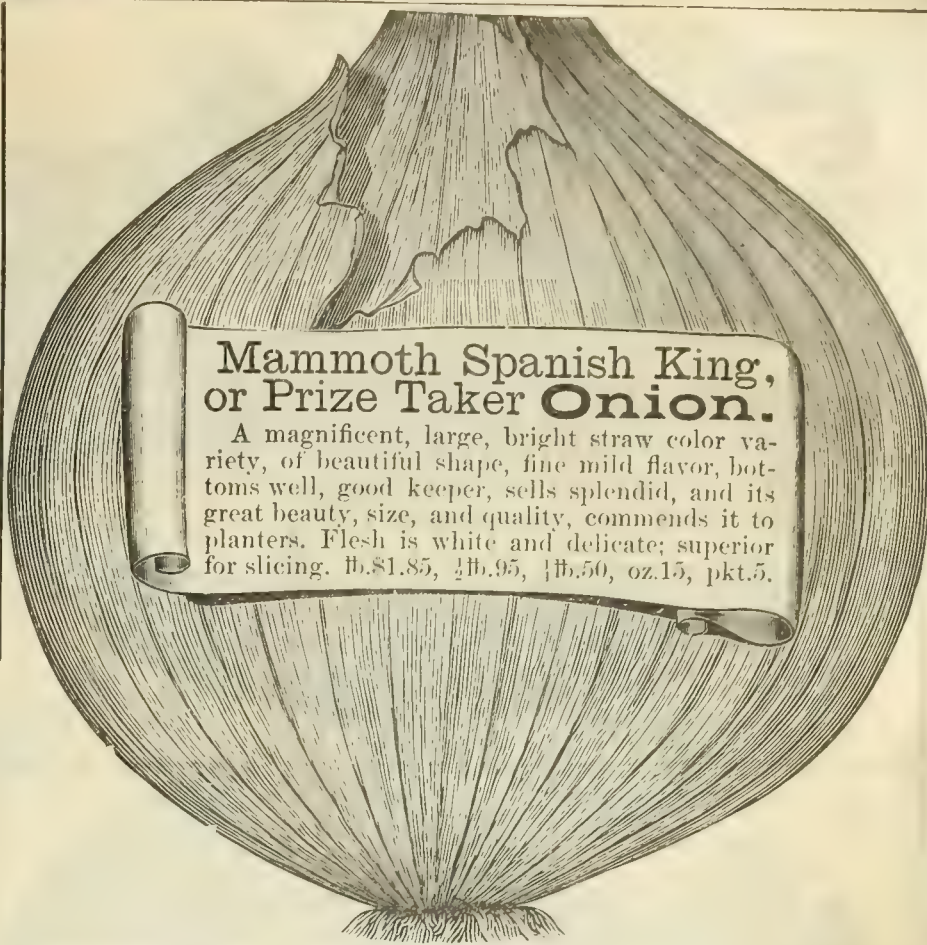 Mammoth Spanish King,
or Prize Taker Onion.
A magnificent, large, bright straw color va-
riety, of beautiful shape, fine mild flavor, bot-
toms well, good keeper, sells splendid, and its
great beauty, size, and quality, commends it to
planters. Flesh is white and delicate; superior
for slicing. ℔.$1.85, ½℔.95, ¼℔.50, oz.15, pkt.5.